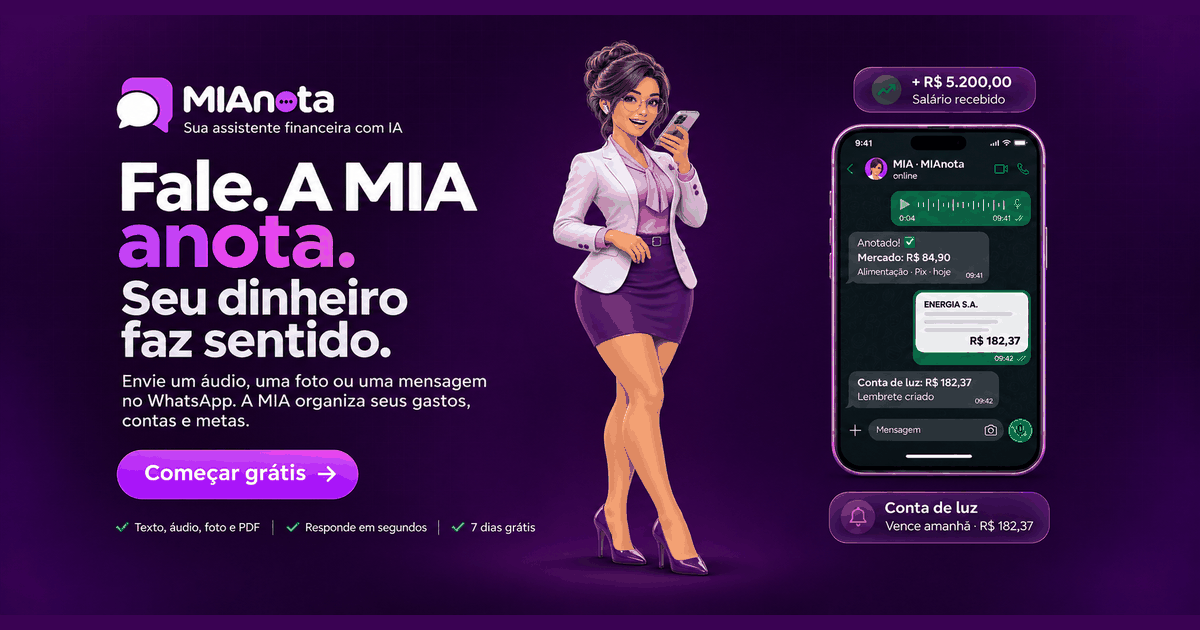 MIAnota
Sua assistente financeira com IA
Fale. A MIA
anota.
Seu dinheiro
faz sentido.
Envie um áudio, uma foto ou uma mensagem
no WhatsApp. A MIA organiza seus gastos,
contas e metas.
Começar grátis →
Texto, áudio, foto e PDF
Responde em segundos
7 dias grátis
+ R$ 5.200,00
Salário recebido
9:41
MIA · MIAnota
online
0:04 09:41
Anotado!
Mercado: R$ 84,90
Alimentação · Pix · hoje 09:41
ENERGIA S.A.
R$ 182,37
09:42
Conta de luz: R$ 182,37
Lembrete criado 09:42
Mensagem
Conta de luz
Vence amanhã · R$ 182,37